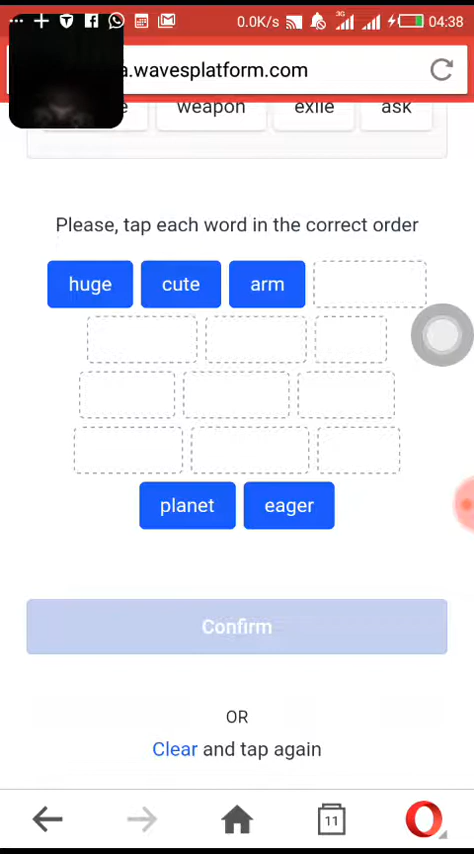 0.0K/s 3G 04:38
a.wavesplatform.com
e weapon exile ask
Please, tap each word in the correct order
huge cute arm
planet eager
Confirm
OR
Clear and tap again
11